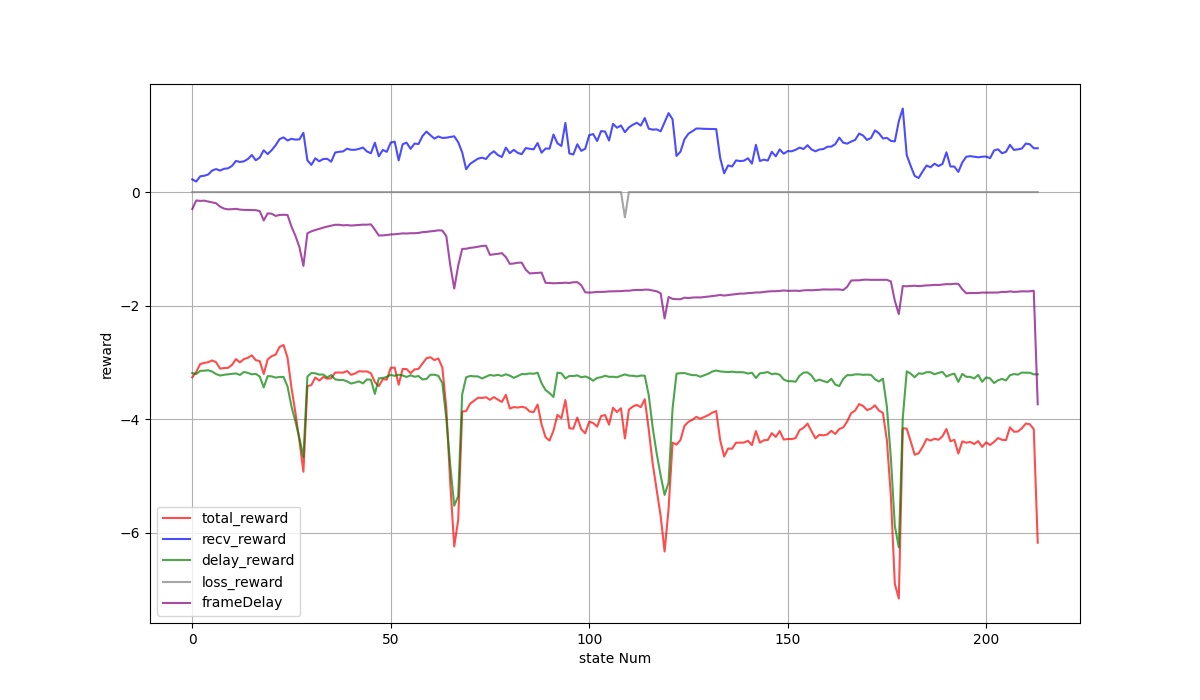 reward
0
−2
−4
−6
total_reward
recv_reward
delay_reward
loss_reward
frameDelay
0
50
100
150
200
state Num